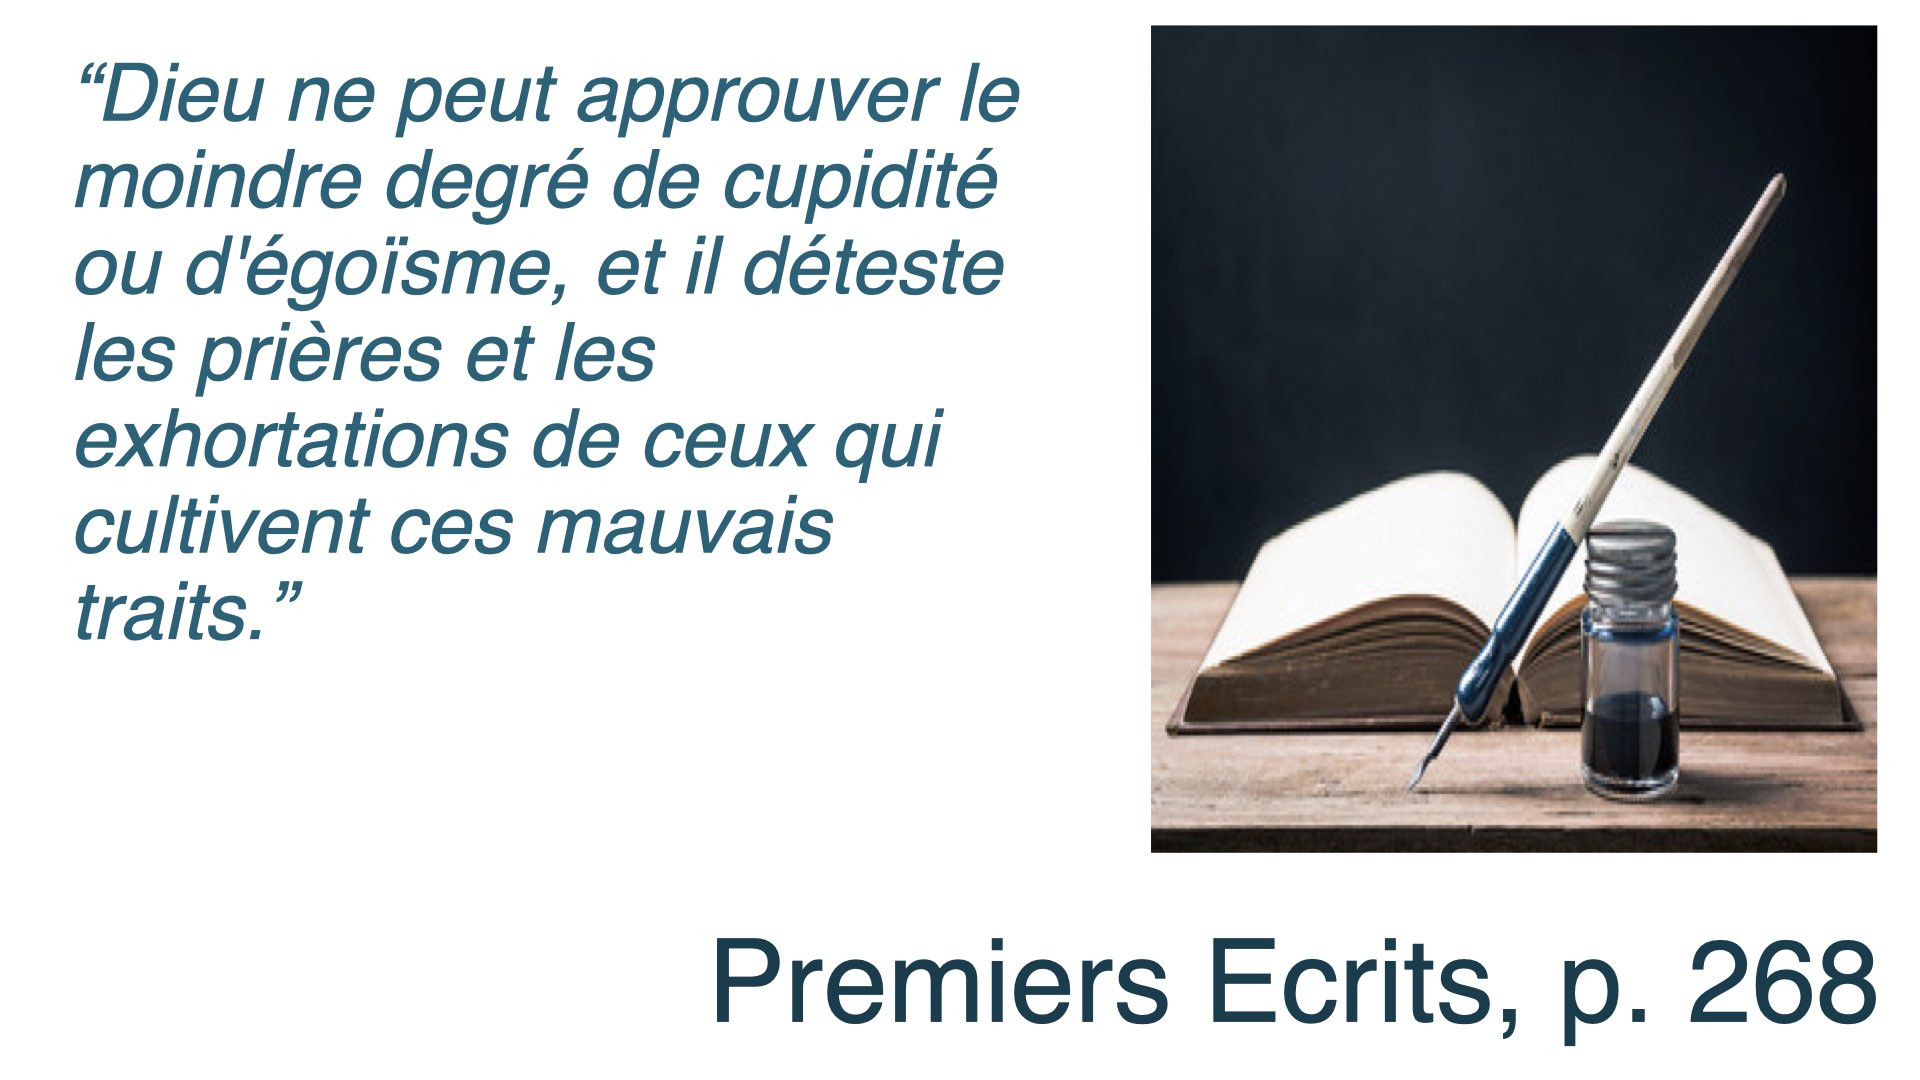 “Dieu ne peut approuver le
moindre degré de cupidité
ou d'égoïsme, et il déteste
les prières et les
exhortations de ceux qui
cultivent ces mauvais
traits.”
Premiers Ecrits, p. 268